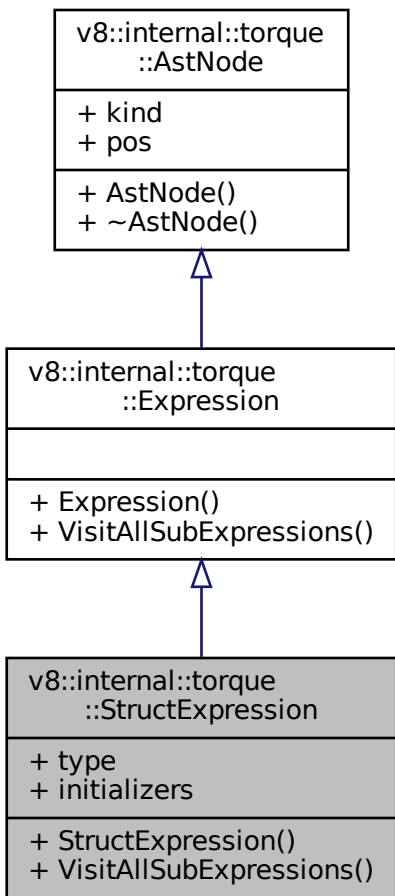 v8::internal::torque
::AstNode
+ kind
+ pos
+ AstNode()
+ ~AstNode()
v8::internal::torque
::Expression
+ Expression()
+ VisitAllSubExpressions()
v8::internal::torque
::StructExpression
+ type
+ initializers
+ StructExpression()
+ VisitAllSubExpressions()